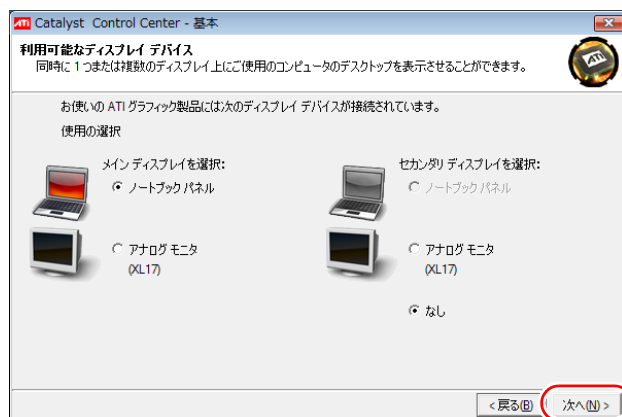 ATI Catalyst Control Center - 基本
利用可能なディスプレイ デバイス
同時に 1 つまたは複数のディスプレイ上にご使用のコンピュータのデスクトップを表示させることができます。
ATI
お使いの ATI グラフィック製品には次のディスプレイ デバイスが接続されています。
使用の選択
メイン ディスプレイを選択:
ノートブック パネル
アナログ モニタ
(XL17)
セカンダリ ディスプレイを選択:
ノートブック パネル
アナログ モニタ
(XL17)
なし
< 戻る(B) 次へ(N) >